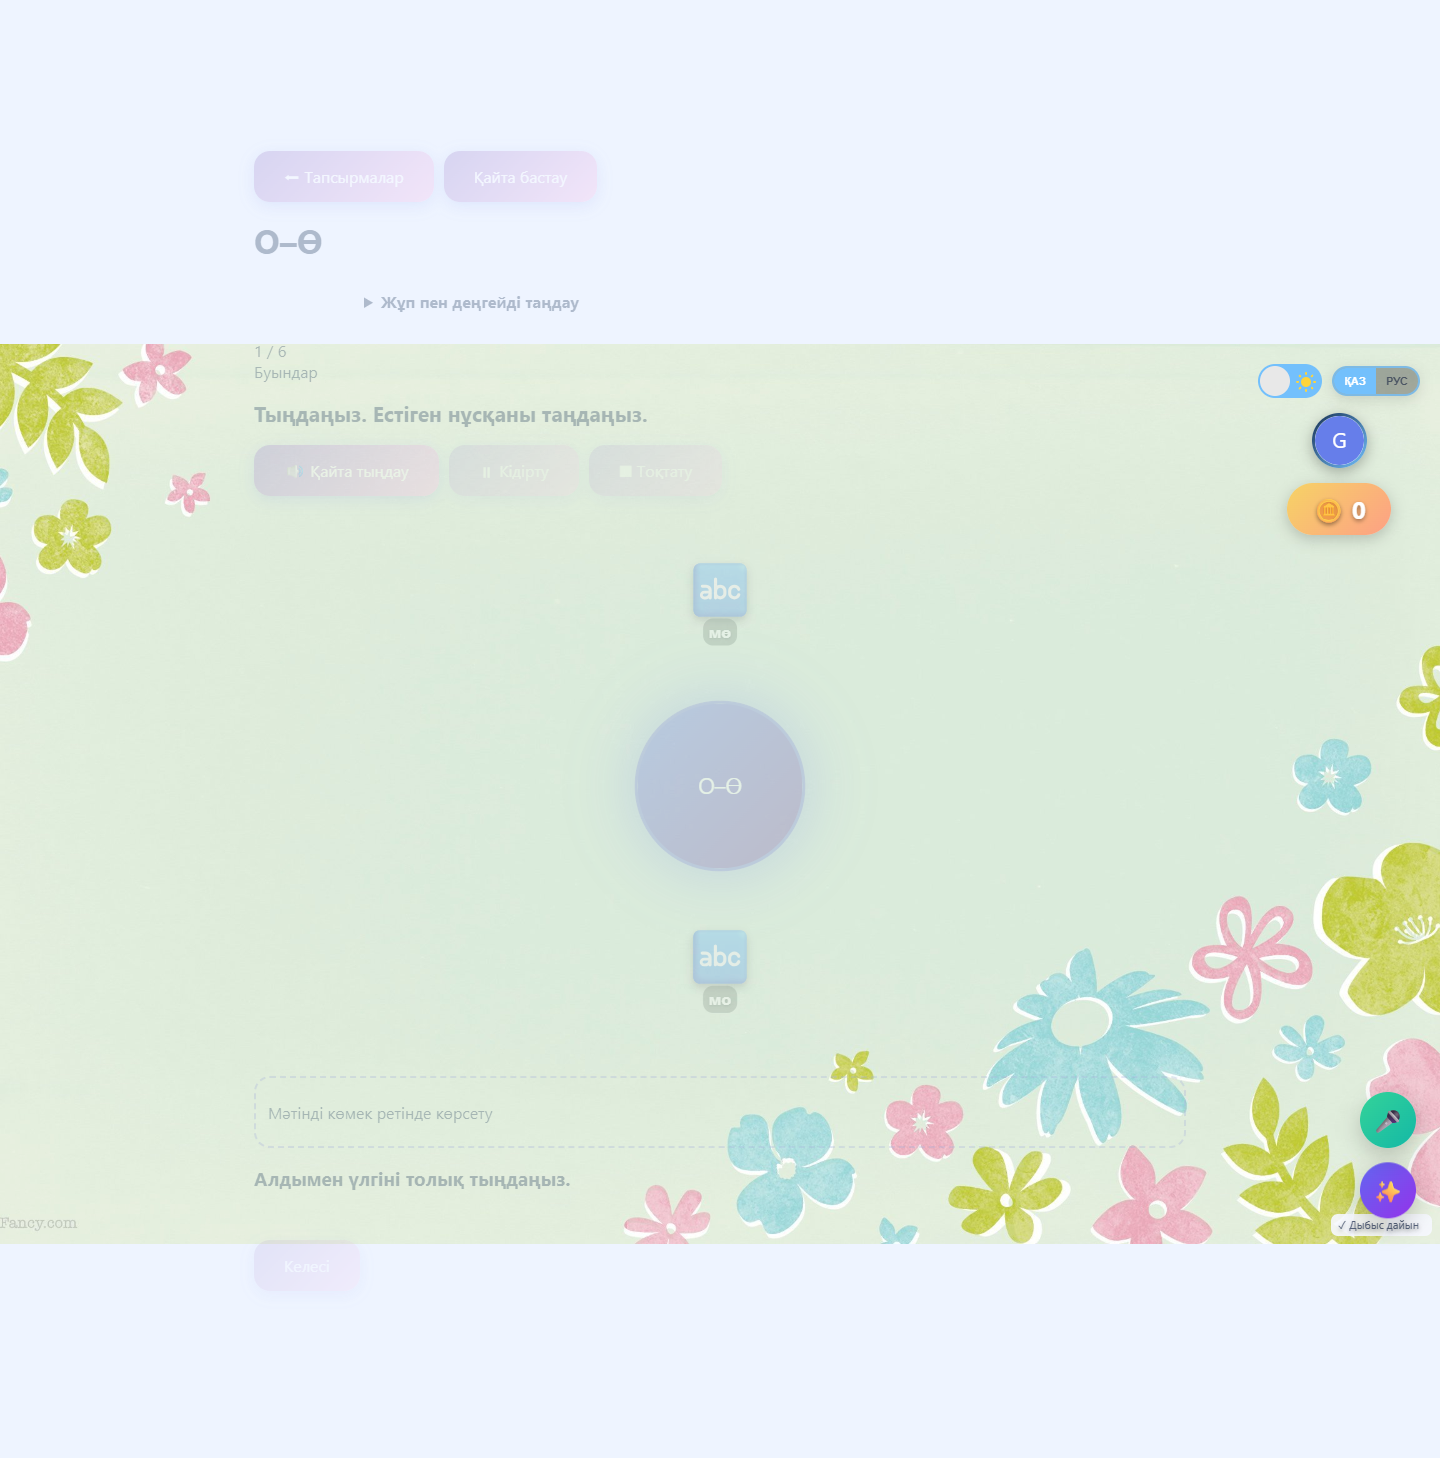 ⬅ Тапсырмалар Қайта бастау
О–Ө
▶ Жұп пен деңгейді таңдау
1 / 6
Буындар
ҚАЗ РУС
Тыңдаңыз. Естіген нұсқаны таңдаңыз.
G
Қайта тыңдау Кідірту Тоқтату
0
abc
мө
О–Ө
abc
мо
Мәтінді көмек ретінде көрсету
Алдымен үлгіні толық тыңдаңыз.
Fancy.com
✓ Дыбыс дайын
Келесі